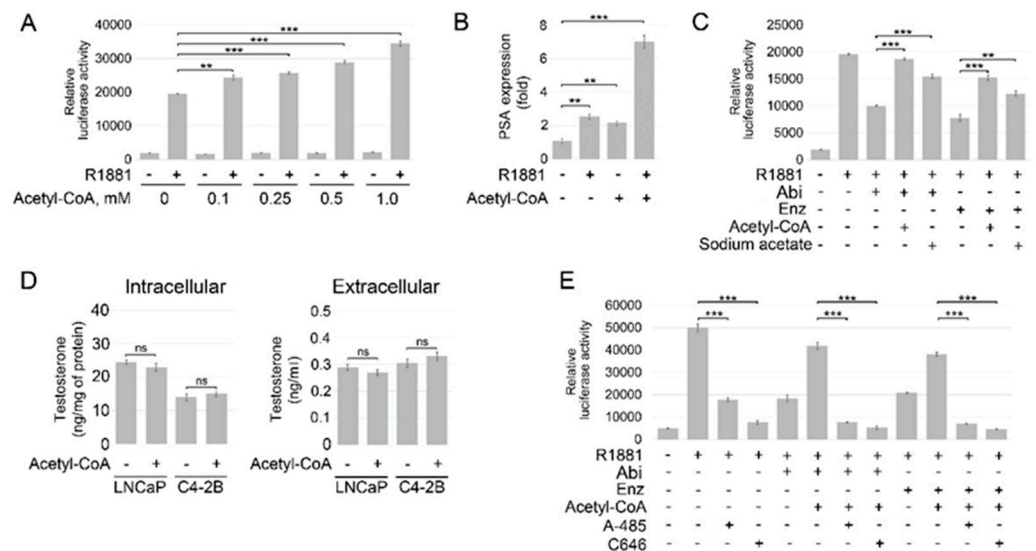 A
Relative
luciferase activity
40000
30000
20000
10000
0
**
***
***
***
R1881 - + - + - + - + - +
Acetyl-CoA, mM 0 0.1 0.25 0.5 1.0
B
PSA expression
(fold)
8
6
4
2
0
**
**
***
R1881 - + - +
Acetyl-CoA - - + +
C
Relative
luciferase activity
25000
20000
15000
10000
5000
0
***
***
**
***
R1881 - + + + + + + +
Abi - - + + + - - -
Enz - - - - - + + +
Acetyl-CoA - - - + - - + -
Sodium acetate - - - - + - - +
D
Intracellular
Testosterone
(ng/mg of protein)
40
30
20
10
0
ns
ns
Acetyl-CoA - + - +
LNCaP C4-2B
Extracellular
Testosterone
(ng/ml)
0.5
0.4
0.3
0.2
0.1
0
ns
ns
Acetyl-CoA - + - +
LNCaP C4-2B
E
Relative
luciferase activity
60000
50000
40000
30000
20000
10000
0
***
***
***
***
***
***
R1881 - + + + + + + + + + + +
Abi - - - - + + + + - - - -
Enz - - - - - - - - + + + +
Acetyl-CoA - - - - - + + + - + + +
A-485 - - + - - - + - - - + -
C646 - - - + - - - + - - - +